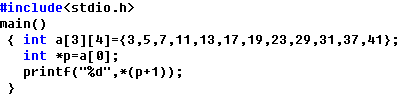 #include<stdio.h>
main()
{ int a[3][4]={3,5,7,11,13,17,19,23,29,31,37,41};
int *p=a[0];
printf("%d",*(p+1));
}